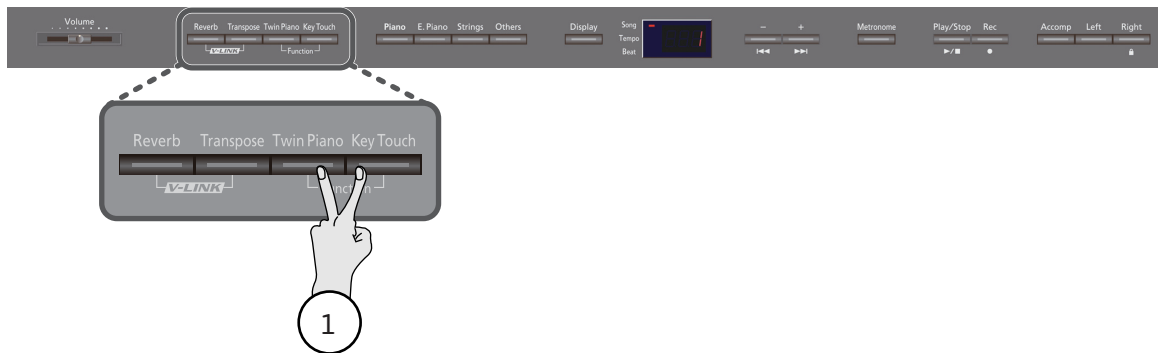 Volume
Reverb Transpose Twin Piano Key Touch
V-LINK Function
Piano E. Piano Strings Others
Display
Song
Tempo
Beat
1
− +
Metronome
Play/Stop Rec
Accomp Left Right
Reverb Transpose Twin Piano Key Touch
V-LINK
1